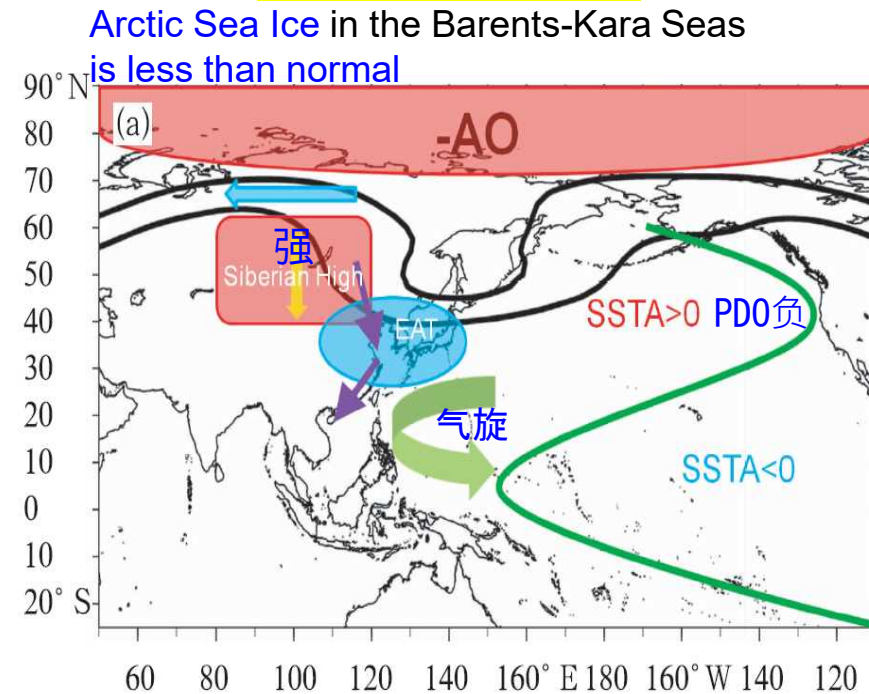 Arctic Sea Ice in the Barents-Kara Seas
is less than normal
90° N
(a)
-AO
80
70
60
强
Siberian High
50
SSTA>0 PDO负
40
EAT
30
20
气旋
10
SSTA<0
0
10
20° S
60 80 100 120 140 160° E 180 160° W 140 120